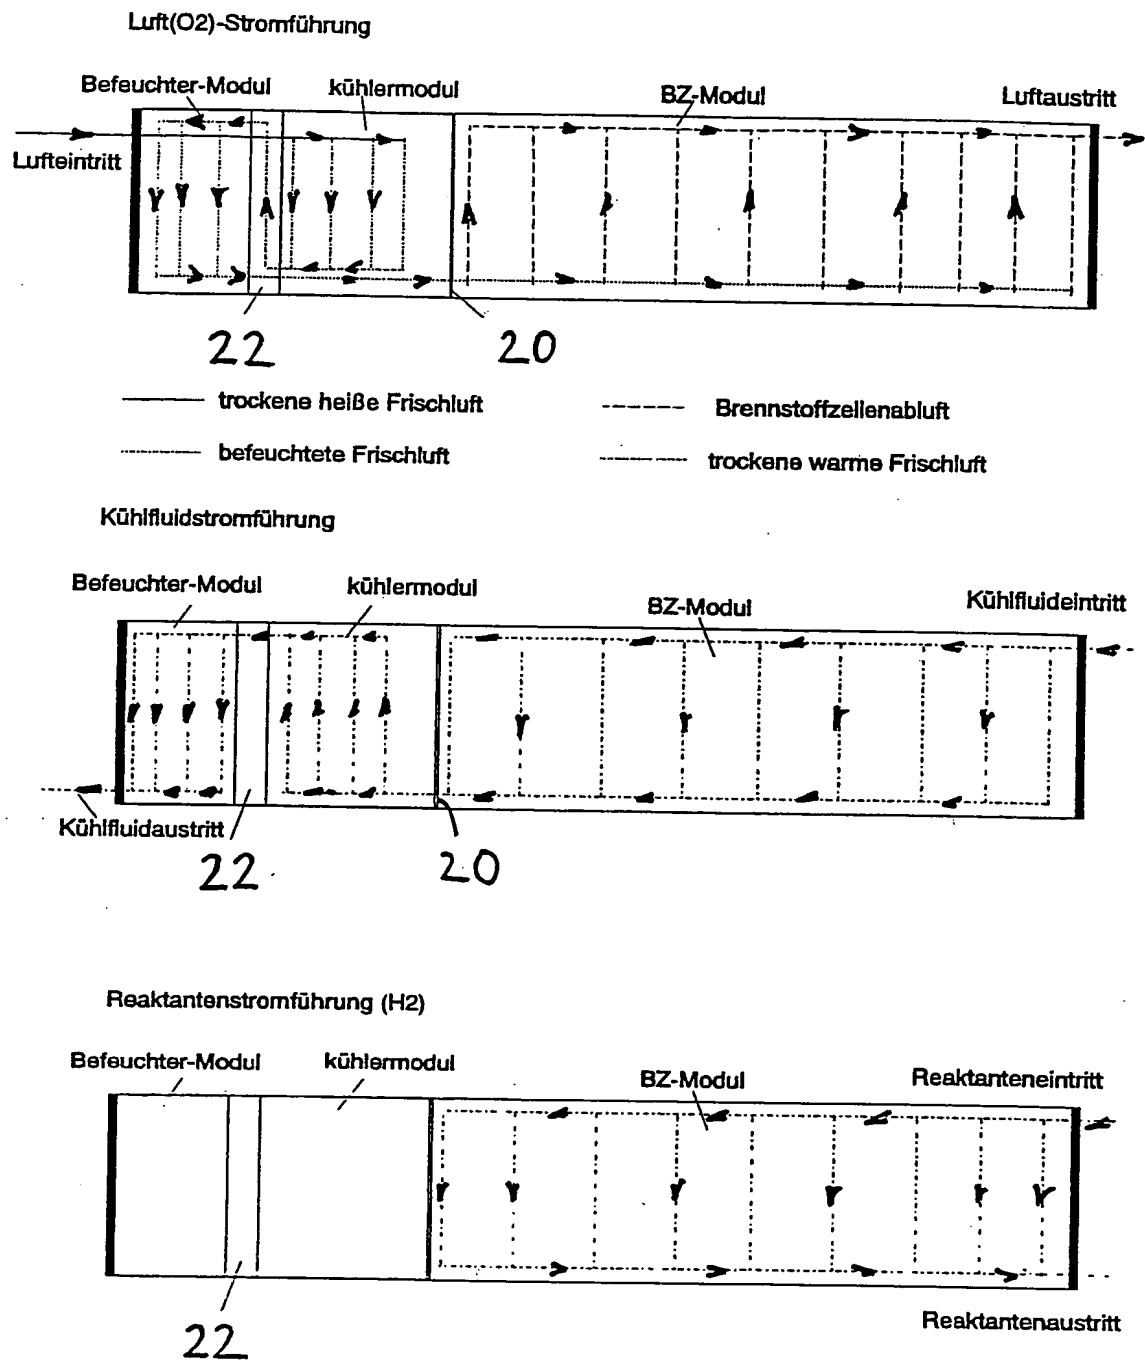 Luft(O2)-Stromführung
Befeuchter-Modul
kühlermodul
BZ-Modul
Luftaustritt
Lufteintritt
22
20
trockene heiße Frischluft
Brennstoffzellenabluft
befeuchtete Frischluft
trockene warme Frischluft
Kühlfluidstromführung
Befeuchter-Modul
kühlermodul
BZ-Modul
Kühlfluideintritt
Kühlfluidaustritt
22
20
Reaktantenstromführung (H2)
Befeuchter-Modul
kühlermodul
BZ-Modul
Reaktanteneintritt
22
Reaktantenaustritt